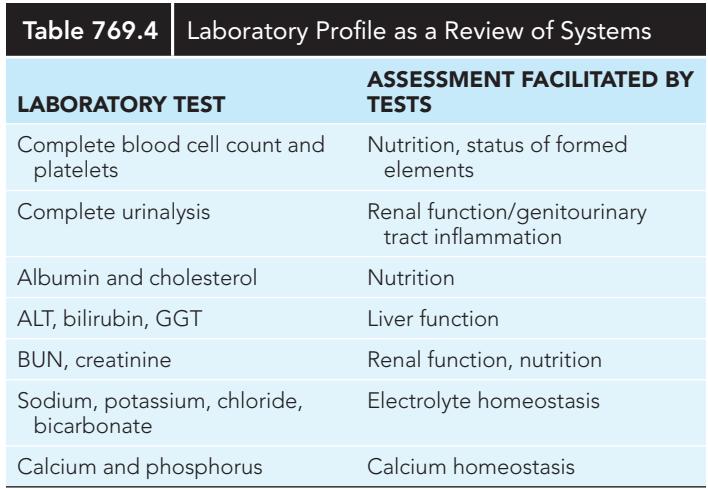 Table 769.4 Laboratory Profile as a Review of Systems
LABORATORY TEST
ASSESSMENT FACILITATED BY
TESTS
Complete blood cell count and
platelets
Nutrition, status of formed
elements
Complete urinalysis
Renal function/genitourinary
tract inflammation
Albumin and cholesterol
Nutrition
ALT, bilirubin, GGT
Liver function
BUN, creatinine
Renal function, nutrition
Sodium, potassium, chloride,
bicarbonate
Electrolyte homeostasis
Calcium and phosphorus
Calcium homeostasis